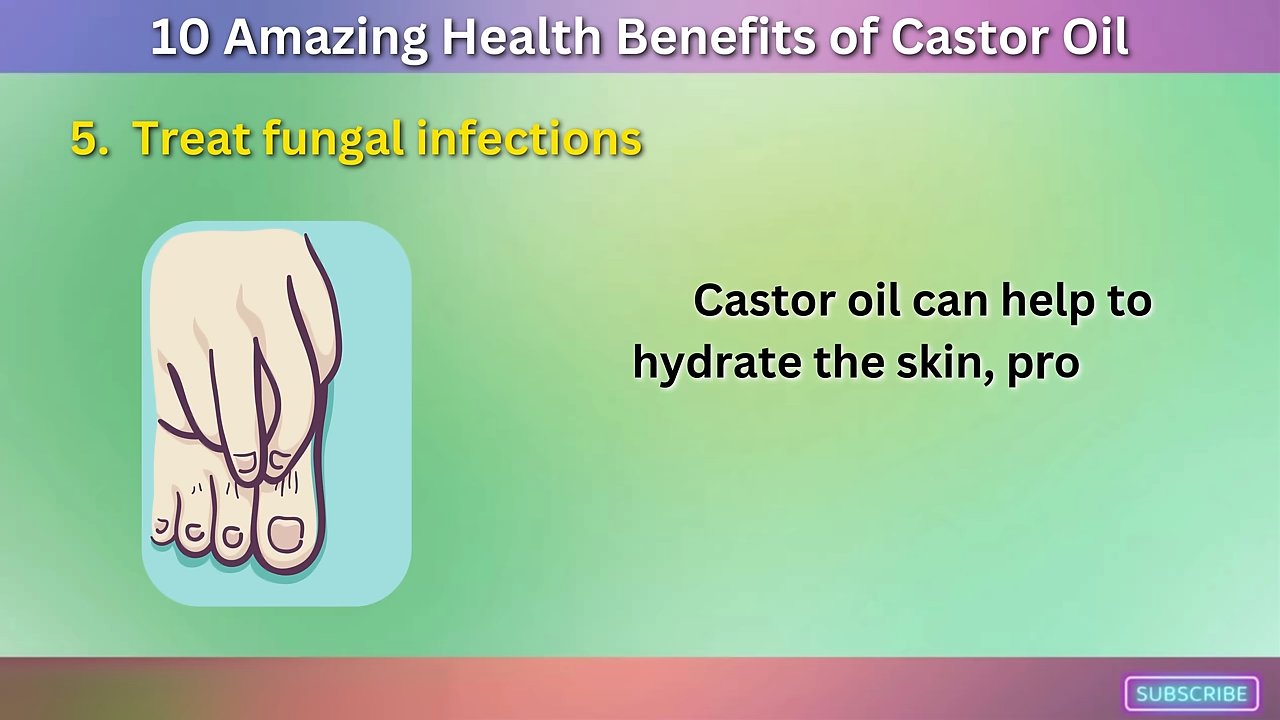 10 Amazing Health Benefits of Castor Oil
5. Treat fungal infections
Castor oil can help to
hydrate the skin, pro
SUBSCRIBE